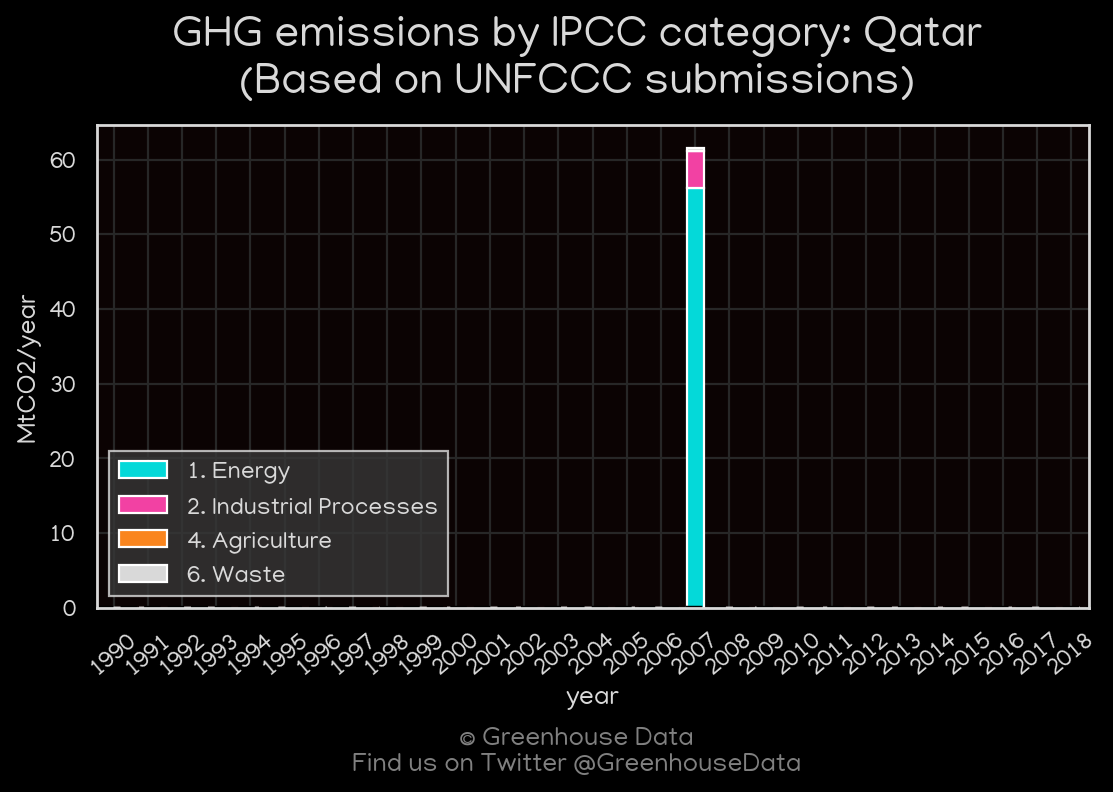 GHG emissions by IPCC category: Qatar
(Based on UNFCCC submissions)
MtCO2/year
60
50
40
30
20
10
0
1. Energy
2. Industrial Processes
4. Agriculture
6. Waste
1990 1991 1992 1993 1994 1995 1996 1997 1998 1999 2000 2001 2002 2003 2004 2005 2006 2007 2008 2009 2010 2011 2012 2013 2014 2015 2016 2017 2018
year
© Greenhouse Data
Find us on Twitter @GreenhouseData